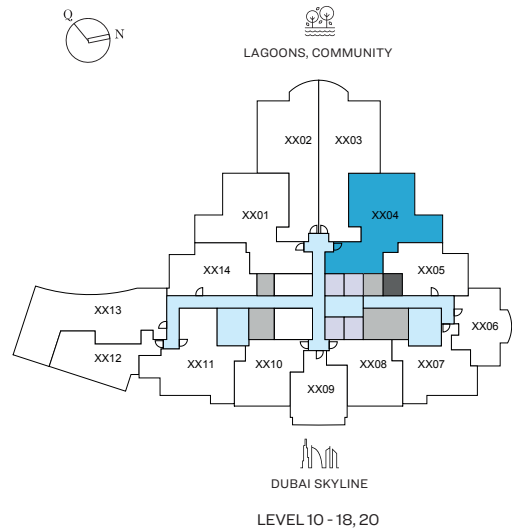 Q
N
LAGOONS, COMMUNITY
XX02
XX03
XX01
XX04
XX14
XX05
XX13
XX06
XX12
XX11
XX10
XX08
XX07
XX09
DUBAI SKYLINE
LEVEL 10 - 18, 20